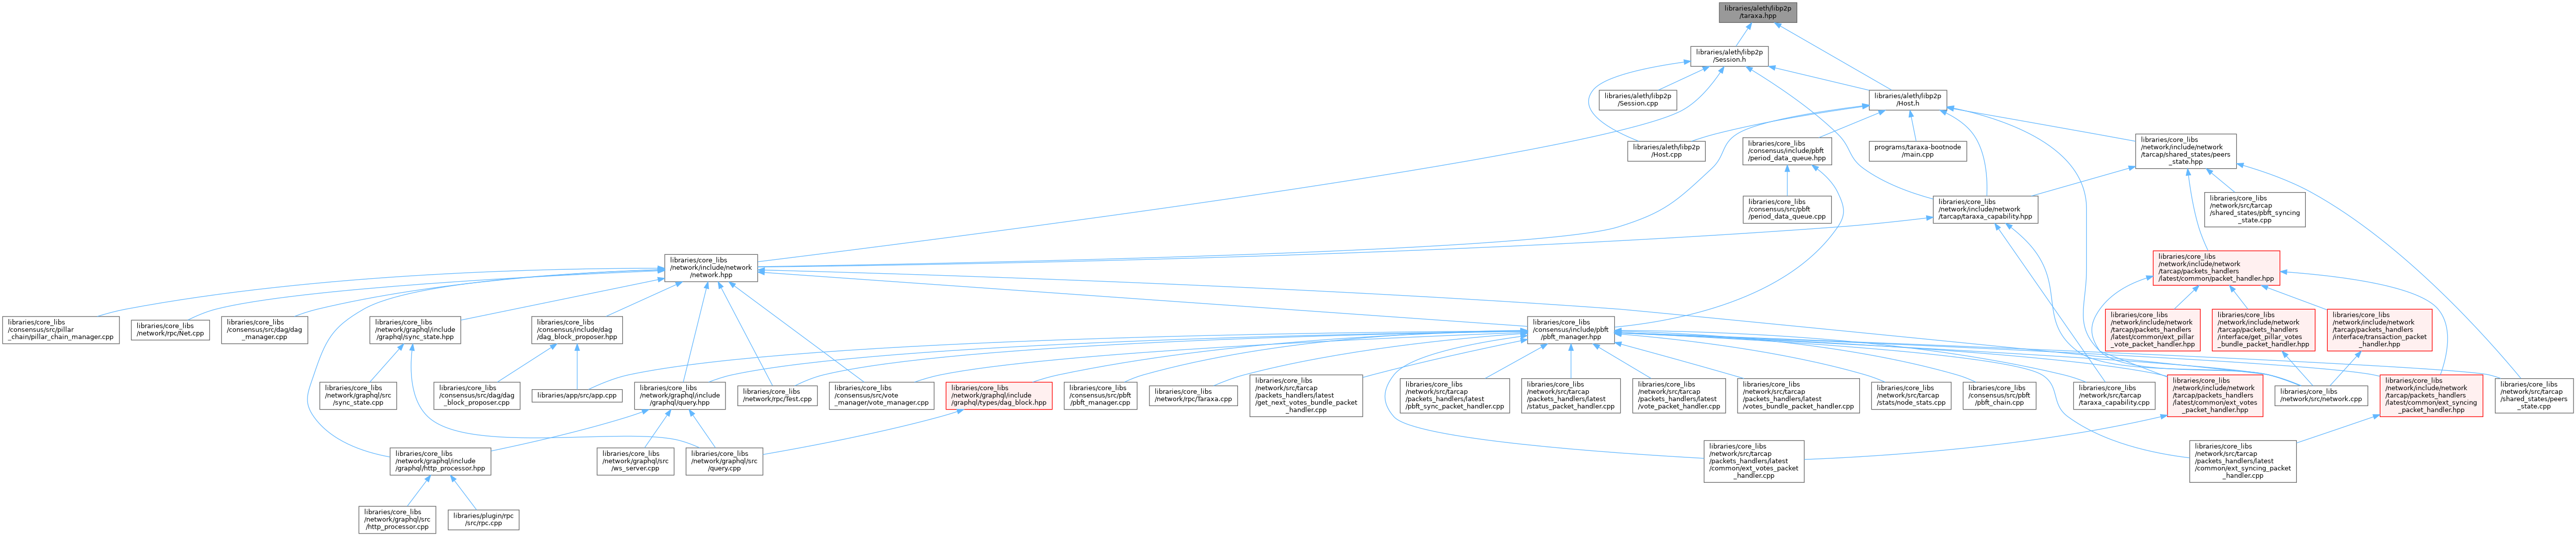 libraries/aleth/libp2p
/taraxa.hpp
libraries/aleth/libp2p
/Session.h
libraries/aleth/libp2p
/Session.cpp
libraries/aleth/libp2p
/Host.h
libraries/aleth/libp2p
/Host.cpp
libraries/core_libs
/consensus/include/pbft
/period_data_queue.hpp
programs/taraxa-bootnode
/main.cpp
libraries/core_libs
/network/include/network
/tarcap/shared_states/peers
_state.hpp
libraries/core_libs
/consensus/src/pbft
/period_data_queue.cpp
libraries/core_libs
/network/include/network
/tarcap/taraxa_capability.hpp
libraries/core_libs
/network/src/tarcap
/shared_states/pbft_syncing
_state.cpp
libraries/core_libs
/network/include/network
/network.hpp
libraries/core_libs
/network/include/network
/tarcap/packets_handlers
/latest/common/packet_handler.hpp
libraries/core_libs
/consensus/src/pillar
_chain/pillar_chain_manager.cpp
libraries/core_libs
/network/rpc/Net.cpp
libraries/core_libs
/consensus/src/dag/dag
_manager.cpp
libraries/core_libs
/network/graphql/include
/graphql/sync_state.hpp
libraries/core_libs
/consensus/include/dag
/dag_block_proposer.hpp
libraries/core_libs
/consensus/include/pbft
/pbft_manager.hpp
libraries/core_libs
/network/include/network
/tarcap/packets_handlers
/latest/common/ext_pillar
_vote_packet_handler.hpp
libraries/core_libs
/network/include/network
/tarcap/packets_handlers
/interface/get_pillar_votes
_bundle_packet_handler.hpp
libraries/core_libs
/network/include/network
/tarcap/packets_handlers
/interface/transaction_packet
_handler.hpp
libraries/core_libs
/network/graphql/src
/sync_state.cpp
libraries/core_libs
/consensus/src/dag/dag
_block_proposer.cpp
libraries/app/src/app.cpp
libraries/core_libs
/network/graphql/include
/graphql/query.hpp
libraries/core_libs
/network/rpc/Test.cpp
libraries/core_libs
/consensus/src/vote
_manager/vote_manager.cpp
libraries/core_libs
/network/graphql/include
/graphql/types/dag_block.hpp
libraries/core_libs
/consensus/src/pbft
/pbft_manager.cpp
libraries/core_libs
/network/rpc/Taraxa.cpp
libraries/core_libs
/network/src/tarcap
/packets_handlers/latest
/get_next_votes_bundle_packet
_handler.cpp
libraries/core_libs
/network/src/tarcap
/packets_handlers/latest
/pbft_sync_packet_handler.cpp
libraries/core_libs
/network/src/tarcap
/packets_handlers/latest
/status_packet_handler.cpp
libraries/core_libs
/network/src/tarcap
/packets_handlers/latest
/vote_packet_handler.cpp
libraries/core_libs
/network/src/tarcap
/packets_handlers/latest
/votes_bundle_packet_handler.cpp
libraries/core_libs
/network/src/tarcap
/stats/node_stats.cpp
libraries/core_libs
/consensus/src/pbft
/pbft_chain.cpp
libraries/core_libs
/network/src/tarcap
/taraxa_capability.cpp
libraries/core_libs
/network/include/network
/tarcap/packets_handlers
/latest/common/ext_votes
_packet_handler.hpp
libraries/core_libs
/network/src/network.cpp
libraries/core_libs
/network/include/network
/tarcap/packets_handlers
/latest/common/ext_syncing
_packet_handler.hpp
libraries/core_libs
/network/src/tarcap
/shared_states/peers
_state.cpp
libraries/core_libs
/network/graphql/include
/graphql/http_processor.hpp
libraries/core_libs
/network/graphql/src
/ws_server.cpp
libraries/core_libs
/network/graphql/src
/query.cpp
libraries/core_libs
/network/src/tarcap
/packets_handlers/latest
/common/ext_votes_packet
_handler.cpp
libraries/core_libs
/network/src/tarcap
/packets_handlers/latest
/common/ext_syncing_packet
_handler.cpp
libraries/core_libs
/network/graphql/src
/http_processor.cpp
libraries/plugin/rpc
/src/rpc.cpp